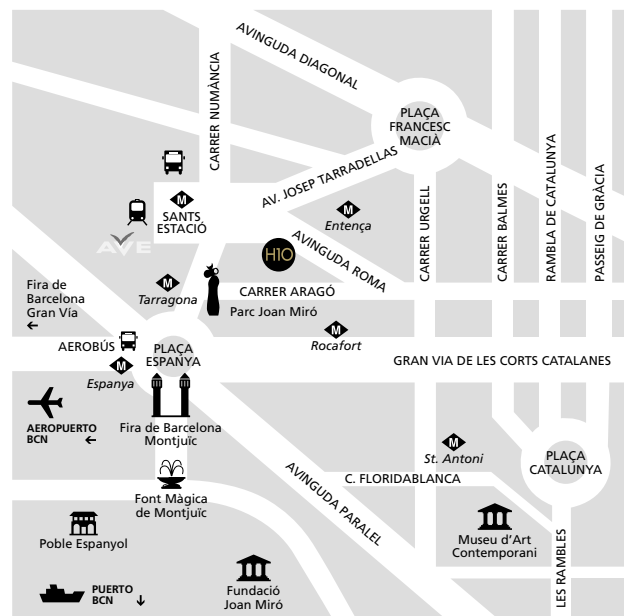 AVINGUDA DIAGONAL
CARRER NUMÀNCIA
PLAÇA
FRANCESC
MACIÀ
RAMBLA DE CATALUNYA
PASSEIG DE GRÀCIA
CARRER BALMES
CARRER URGELL
AV. JOSEP TARRADELLAS
M
SANTS
ESTACIÓ
AVE
M
Entença
AVINGUDA ROMA
H10
Fira de
Barcelona
Gran Vía
←
M
Tarragona
CARRER ARAGÓ
Parc Joan Miró
M
Rocafort
AEROBÚS
PLAÇA
ESPANYA
GRAN VIA DE LES CORTS CATALANES
M
Espanya
AEROPUERTO
BCN ←
Fira de Barcelona
Montjuïc
M
St. Antoni
PLAÇA
CATALUNYA
C. FLORIDABLANCA
AVINGUDA PARALEL
Font Màgica
de Montjuïc
Poble Espanyol
Museu d'Art
Contemporani
LES RAMBLES
PUERTO
BCN ↓
Fundació
Joan Miró